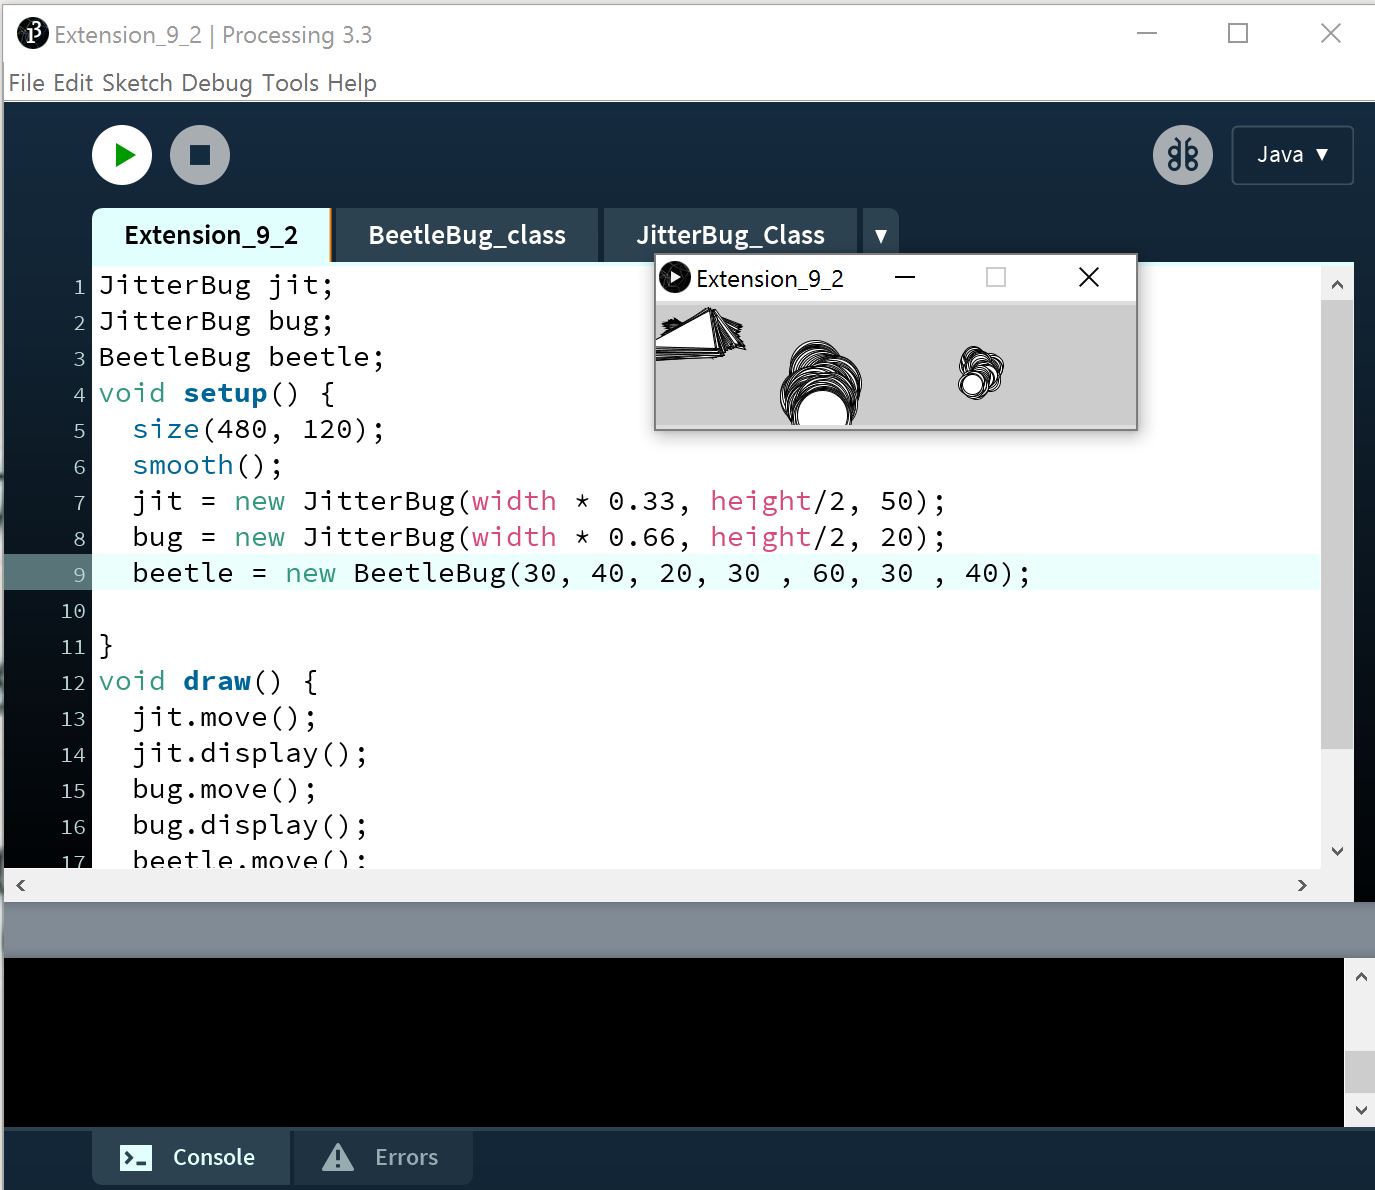 Extension_9_2 | Processing 3.3
File Edit Sketch Debug Tools Help
Java ▼
Extension_9_2 BeetleBug_class JitterBug_Class ▼
Extension_9_2
1 JitterBug jit;
2 JitterBug bug;
3 BeetleBug beetle;
4 void setup() {
5 size(480, 120);
6 smooth();
7 jit = new JitterBug(width * 0.33, height/2, 50);
8 bug = new JitterBug(width * 0.66, height/2, 20);
9 beetle = new BeetleBug(30, 40, 20, 30 , 60, 30 , 40);
10
11 }
12 void draw() {
13 jit.move();
14 jit.display();
15 bug.move();
16 bug.display();
17 beetle.move();
Console Errors